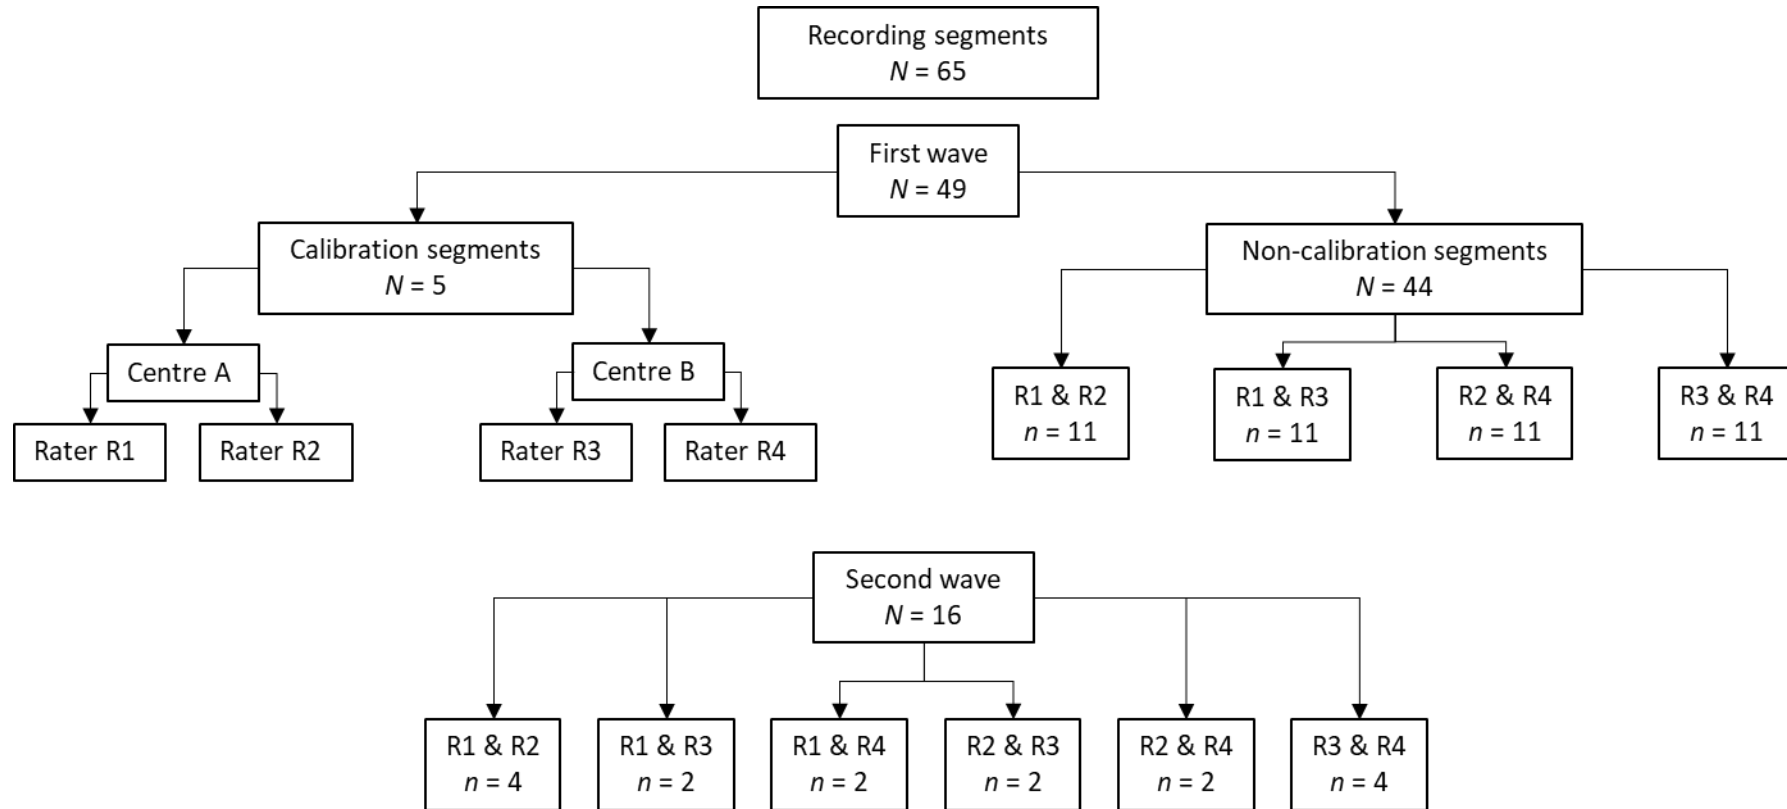 Recording segments
N = 65
First wave
N = 49
Calibration segments
N = 5
Non-calibration segments
N = 44
Centre A
Centre B
Rater R1
Rater R2
Rater R3
Rater R4
R1 & R2
n = 11
R1 & R3
n = 11
R2 & R4
n = 11
R3 & R4
n = 11
Second wave
N = 16
R1 & R2
n = 4
R1 & R3
n = 2
R1 & R4
n = 2
R2 & R3
n = 2
R2 & R4
n = 2
R3 & R4
n = 4